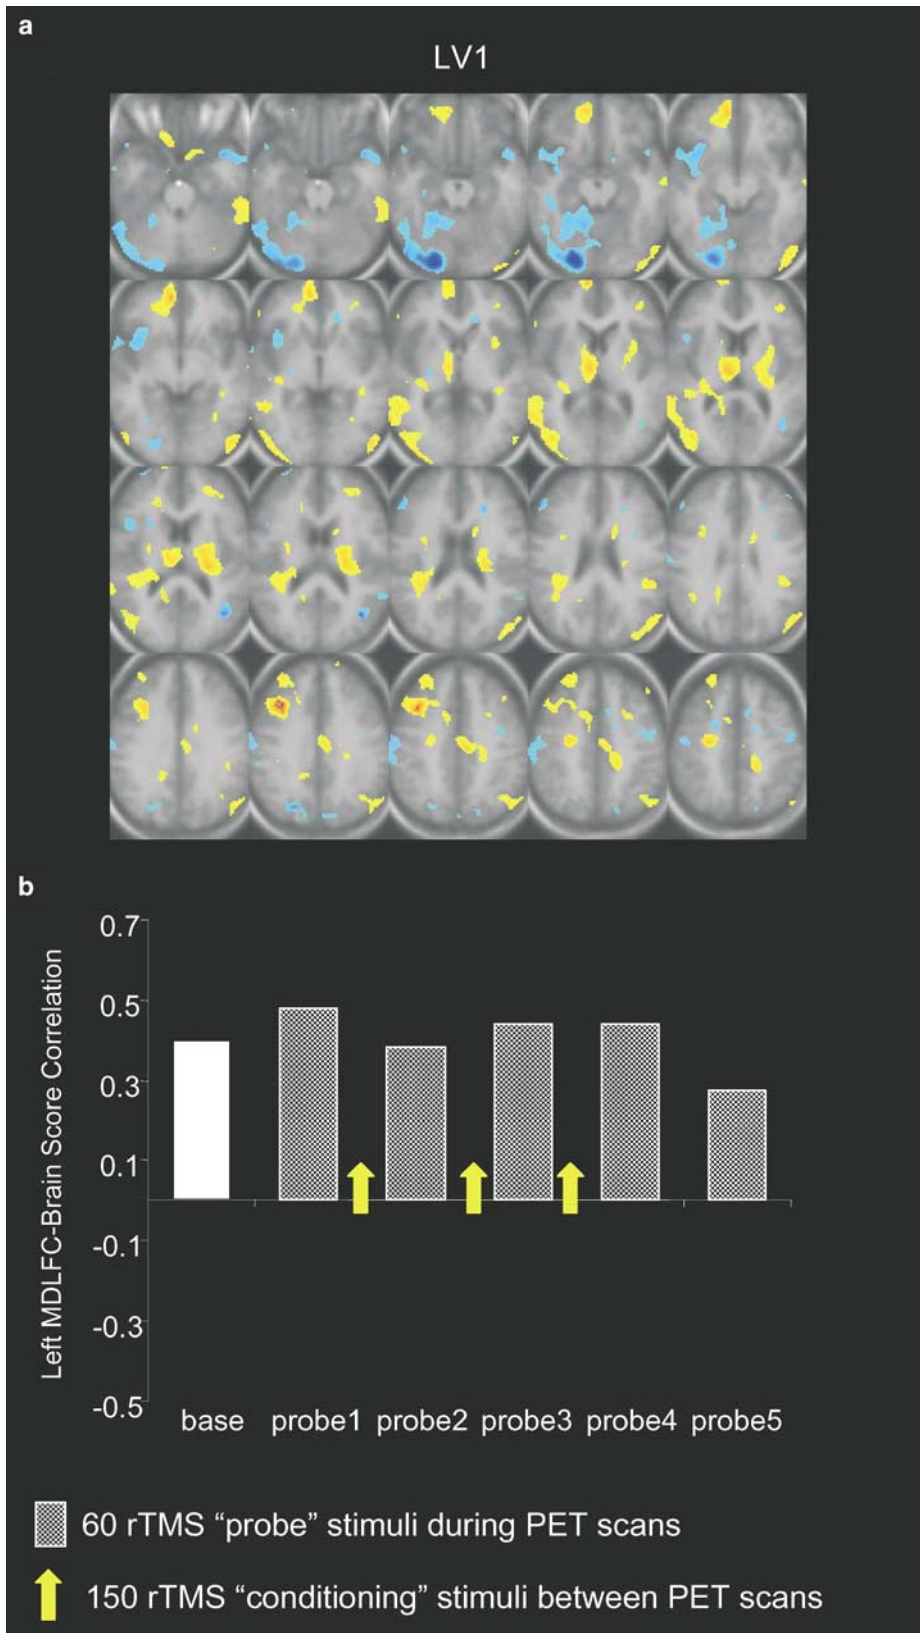 a
LV1
b
Left MDLFC-Brain Score Correlation
0.7
0.5
0.3
0.1
-0.1
-0.3
-0.5
base probe1 probe2 probe3 probe4 probe5
60 rTMS “probe” stimuli during PET scans
150 rTMS “conditioning” stimuli between PET scans